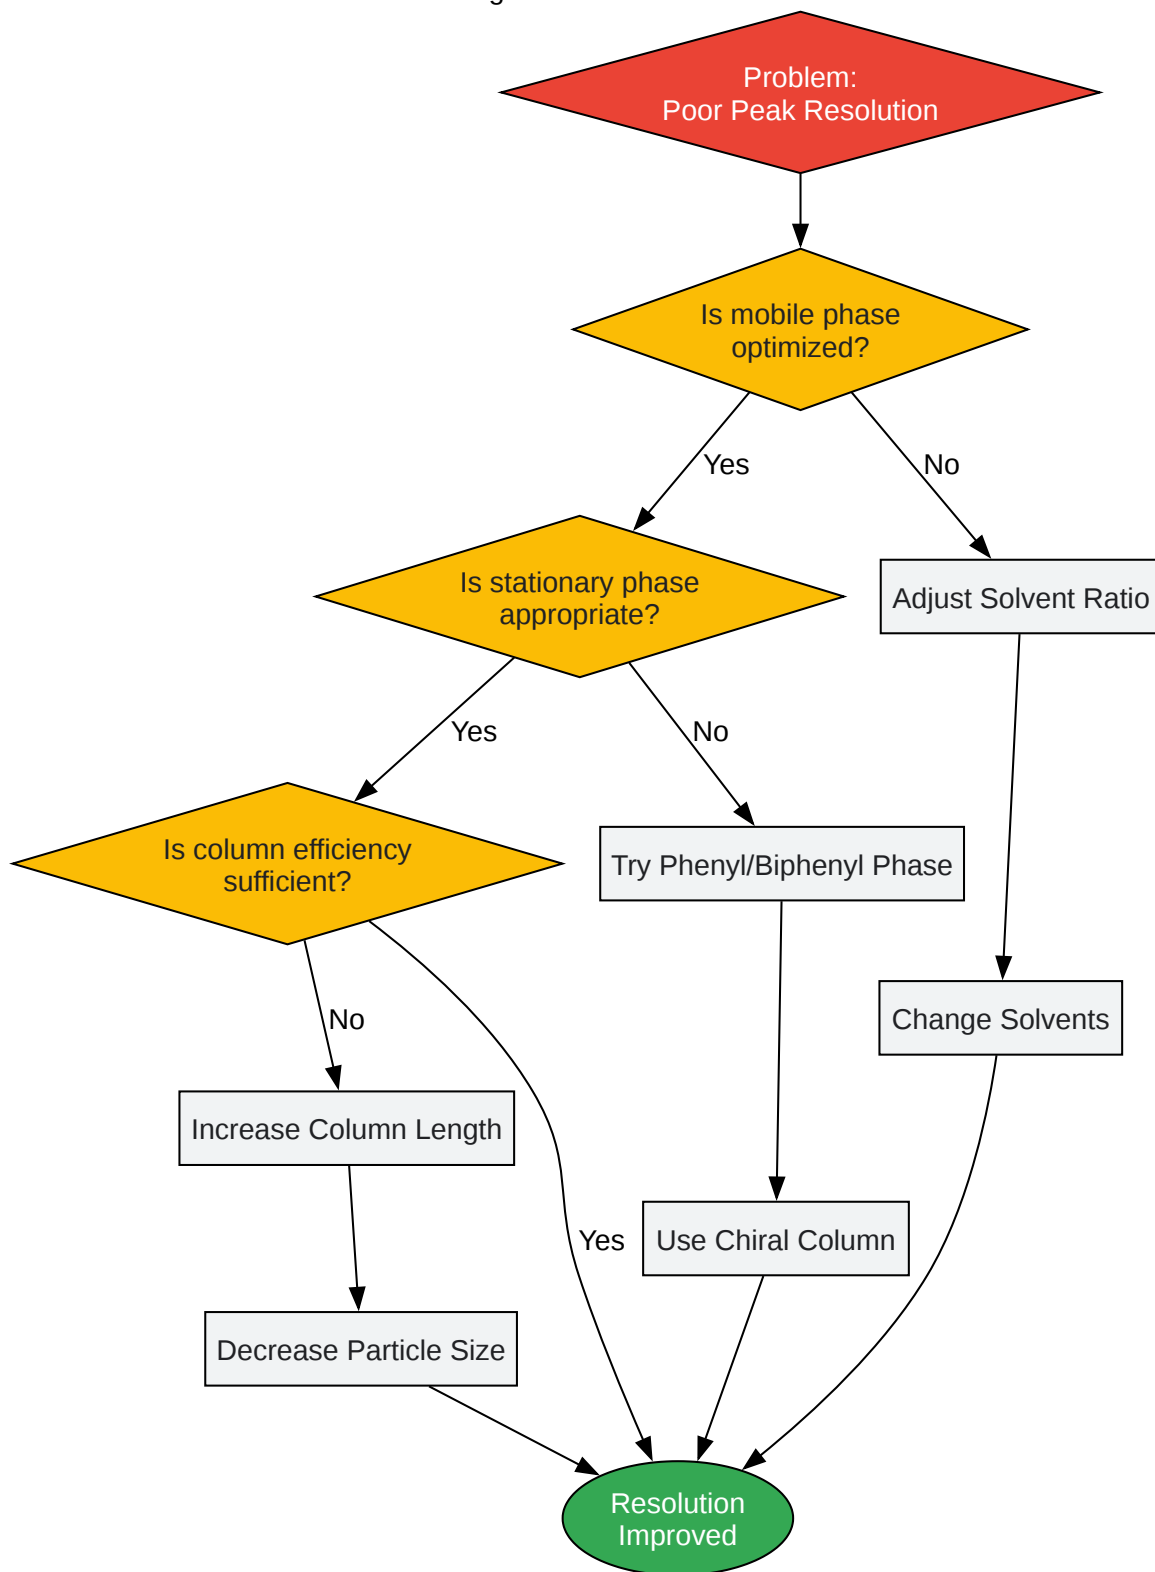 Problem:
Poor Peak Resolution
Is mobile phase
optimized?
Yes
No
Is stationary phase
appropriate?
Adjust Solvent Ratio
Yes
No
Is column efficiency
sufficient?
Try Phenyl/Biphenyl Phase
No
Change Solvents
Increase Column Length
Yes
Use Chiral Column
Decrease Particle Size
Resolution
Improved